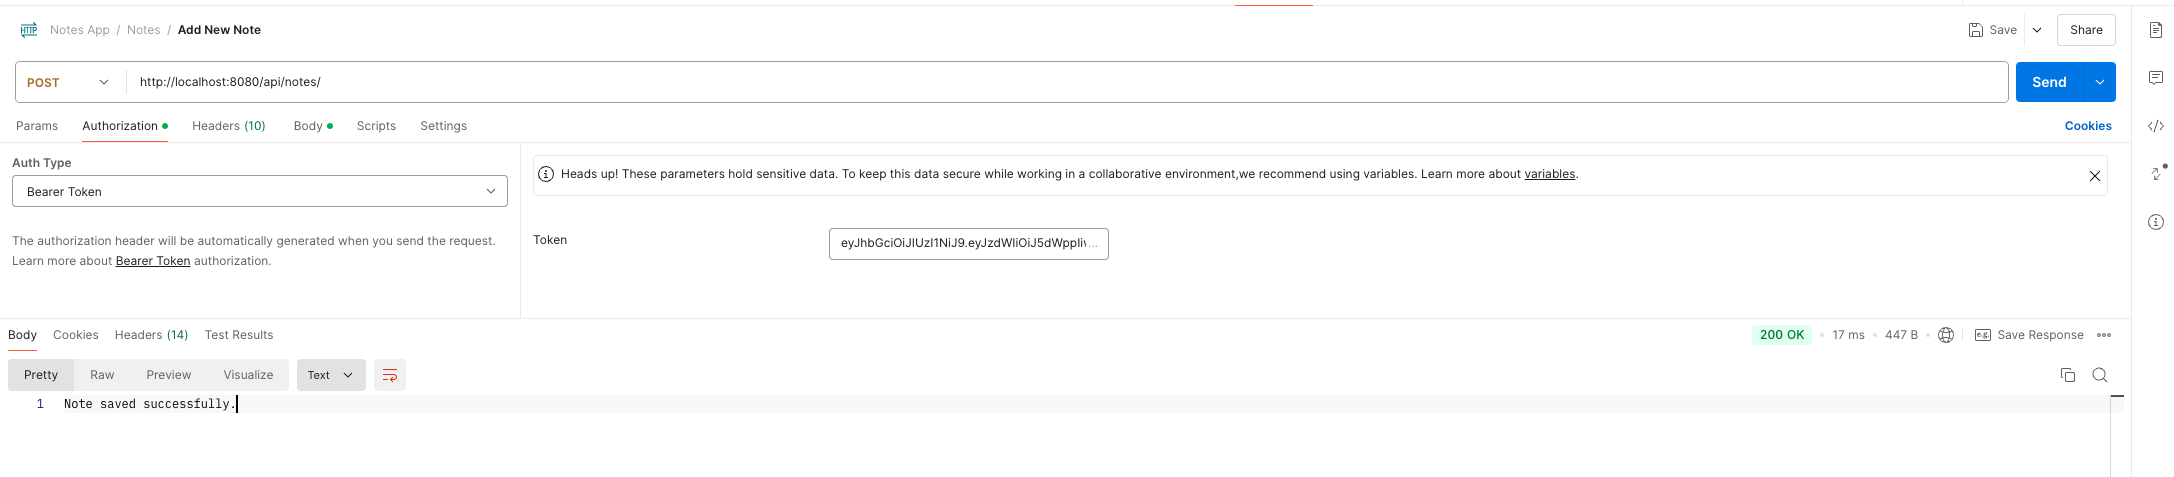 HTTP Notes App / Notes / Add New Note Save Share
POST http://localhost:8080/api/notes/ Send
Params Authorization Headers (10) Body Scripts Settings Cookies
Auth Type
Bearer Token
The authorization header will be automatically generated when you send the request.
Learn more about Bearer Token authorization.
Heads up! These parameters hold sensitive data. To keep this data secure while working in a collaborative environment,we recommend using variables. Learn more about variables.
Token
Body Cookies Headers (14) Test Results 200 OK • 17 ms • 447 B • e.g. Save Response
Pretty Raw Preview Visualize Text
1 Note saved successfully.